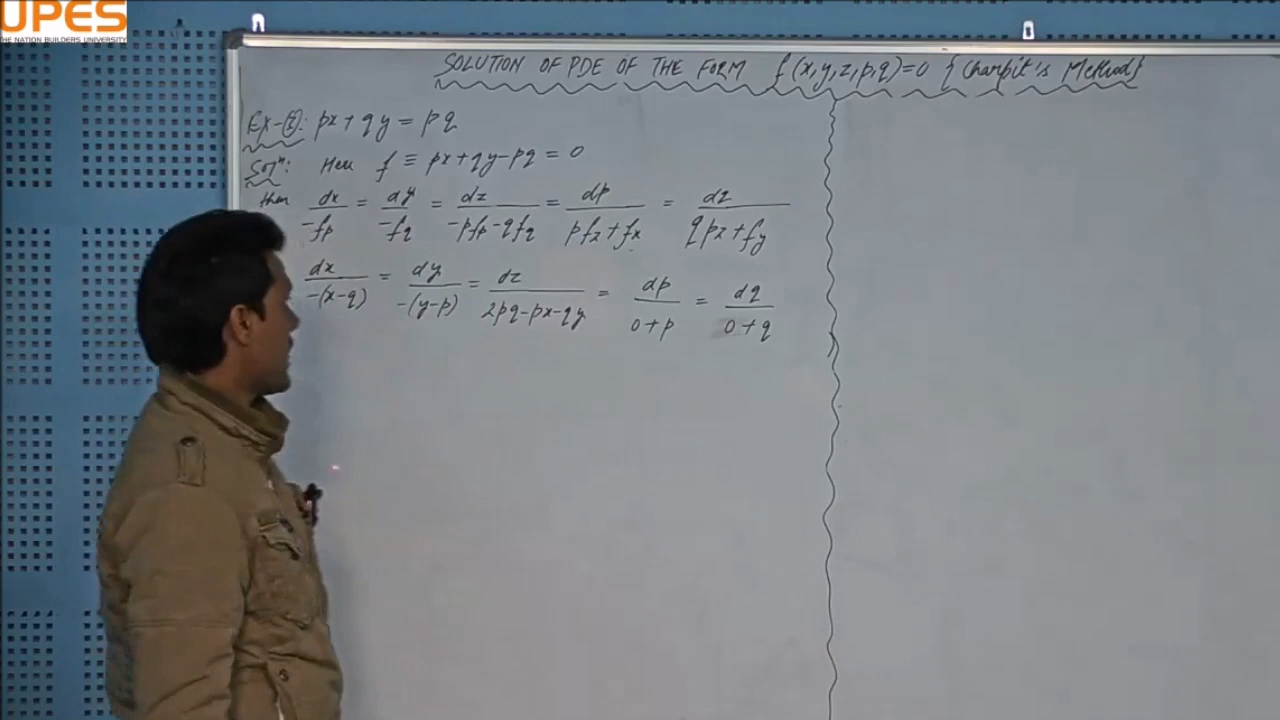 UPES
THE NATION BUILDERS UNIVERSITY
SOLUTION OF PDE OF THE FORM f(x,y,z,p,q)=0 {Charpit's Method}
Ex-②: px+qy = pq
Solⁿ: Here f ≡ px+qy-pq = 0
then dx/-fp = dy/-fq = dz/-pfp-qfq = dp/pfz+fx = dq/qpz+fy
dx/-(x-q) = dy/-(y-p) = dz/2pq-px-qy = dp/0+p = dq/0+q